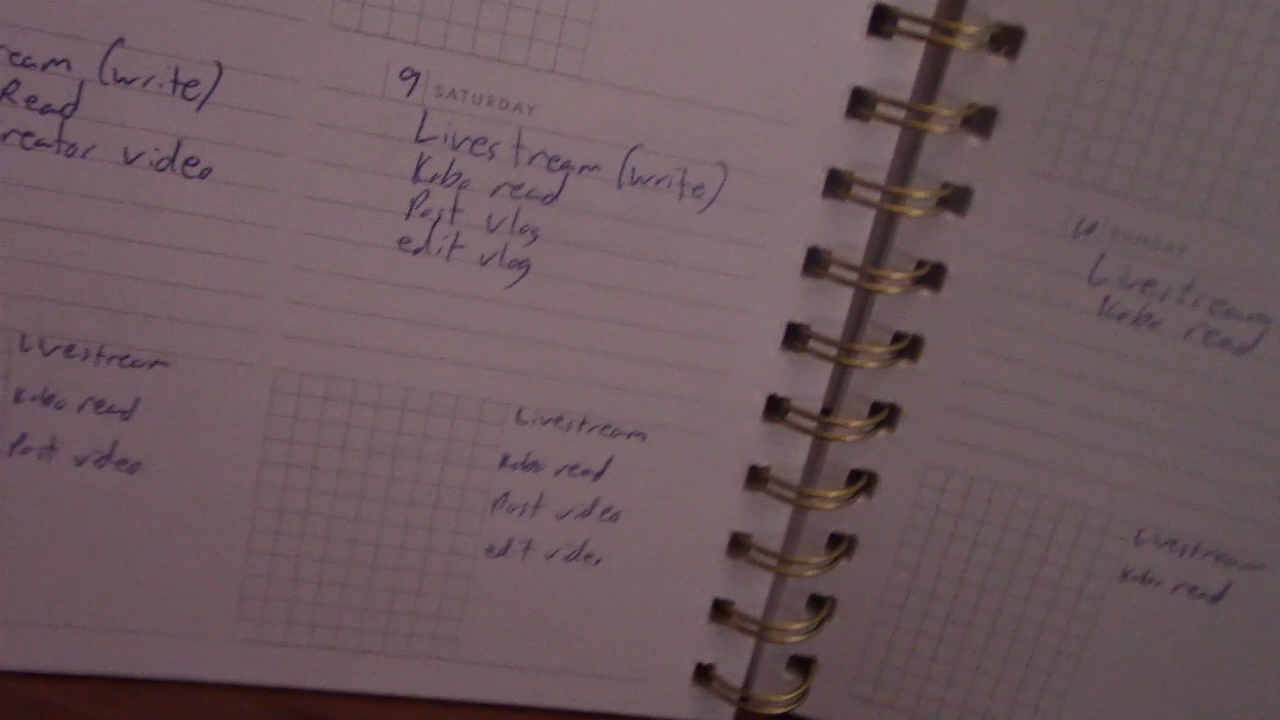 ream (write)
Read
reator video
Livestream
Kobo read
Post video
9 SATURDAY
Livestream (write)
Kobo read
Post vlog
edit vlog
Livestream
Kobo read
Post video
edit video
SUNDAY
Livestream
Kobo read
Livestream
Kobo read